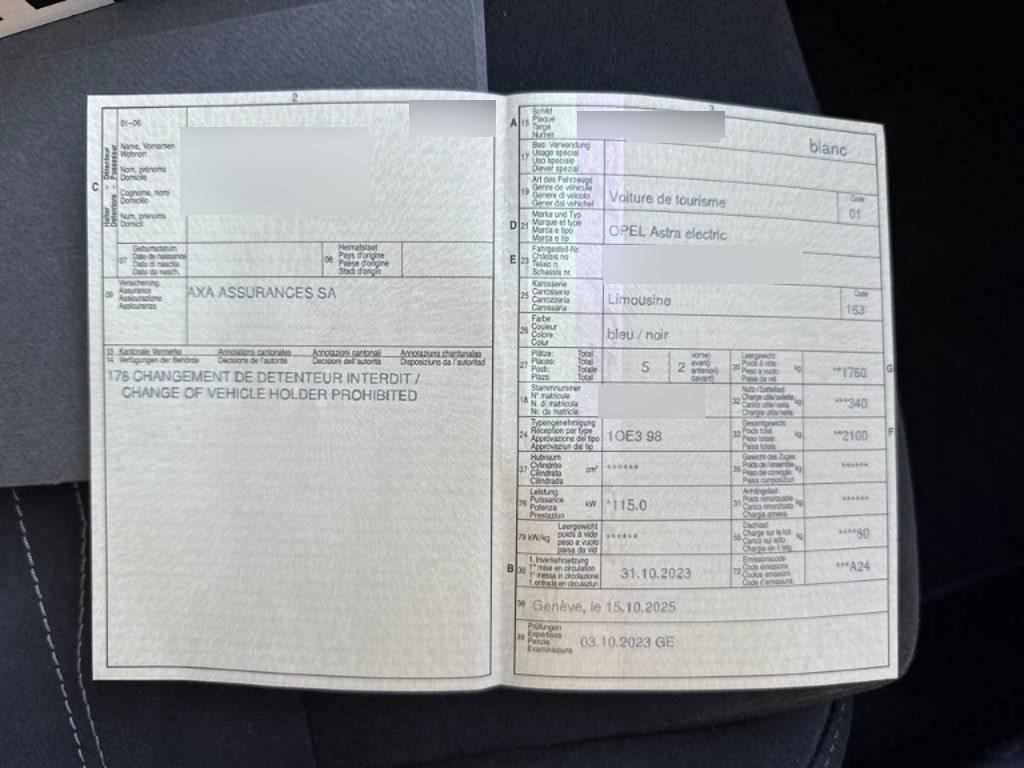 2
01-06
Halter - Détenteur
Detentore - Possessur
C
Name, Vornamen
Wohnort
Nom, prénoms
Domicile
Cognome, nomi
Domicilio
Num, prenums
Domicil
07
Geburtsdatum
Date de naissance
Data di nascita
Data da nasch.
08
Heimatstaat
Pays d'origine
Paese d'origine
Stadi d'origin
09
Versicherung
Assurance
Assicurazione
Assicuranza
AXA ASSURANCES SA
13 Kantonale Vermerke Annotations cantonales Annotazioni cantonali Annotaziuns chantunalas
14 Verfügungen der Behörde Décisions de l'autorité Decisioni dell'autorità Disposiziuns da l'autoritad
178 CHANGEMENT DE DETENTEUR INTERDIT /
CHANGE OF VEHICLE HOLDER PROHIBITED
3
A 15
Schild
Plaque
Targa
Numer
blanc
17
Bes. Verwendung
Usage spécial
Uso speciale
Diever spezial
19
Art des Fahrzeugs
Genre de véhicule
Genere di veicolo
Gener dal vehichel
Voiture de tourisme
Code
01
D 21
Marke und Typ
Marque et type
Marca e tipo
Marca e tip
OPEL Astra electric
E 23
Fahrgestell-Nr.
Châssis no
Telaio n.
Schassis nr.
25
Karosserie
Carrosserie
Carrozzeria
Carossaria
Limousine
Code
163
26
Farbe
Couleur
Colore
Colur
bleu / noir
27
Plätze: Total
Places: Total
Posti: Totale
Plazs: Total
5
2
vorne)
avant)
anteriori)
davant)
30
Leergewicht
Poids à vide
Peso a vuoto
Paisa da vid
kg
**1760
G
18
Stammnummer
N° matricule
N. di matricola
Nr. da matricla
32
Nutz-/Sattellast
Charge utile/sellette
Carico utile/sella
Chargia utila/sella
kg
***340
24
Typengenehmigung
Réception par type
Approvazione del tipo
Approvaziun dal tip
1OE3 98
33
Gesamtgewicht
Poids total
Peso totale
Paisa totala
kg
**2100
F
37
Hubraum
Cylindrée
Cilindrata
Cilindrada
cm³
******
35
Gewicht des Zuges
Poids de l'ensemble
Peso del convoglio
Paisa cumposiziun
kg
******
76
Leistung
Puissance
Potenza
Prestaziun
kW
*115.0
31
Anhängelast
Poids remorquable
Carico rimorchiato
Chargia annexa
kg
******
78 kW/kg
Leergewicht
poids à vide
peso a vuoto
paisa da vid
******
55
Dachlast
Charge sur le toit
Carico sul tetto
Chargia sin il tetg
kg
****80
B 36
1. Inverkehrsetzung
1re mise en circulation
1a messa in circolazione
1. entrada en circulaziun
31.10.2023
72
Emissionscode
Code émissions
Codice emissioni
Code d'emissiuns
***A24
38 Genève, le 15.10.2025
39
Prüfungen
Expertises
Perizie
Examinaziuns
03.10.2023 GE